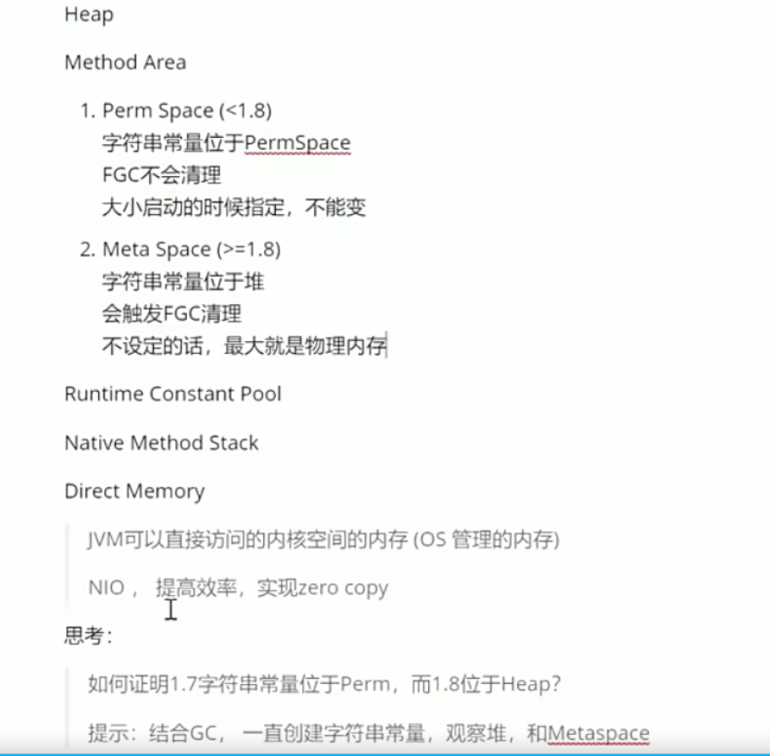 Heap
Method Area
1. Perm Space (<1.8)
字符串常量位于PermSpace
FGC不会清理
大小启动的时候指定，不能变
2. Meta Space (>=1.8)
字符串常量位于堆
会触发FGC清理
不设定的话，最大就是物理内存
Runtime Constant Pool
Native Method Stack
Direct Memory
JVM可以直接访问的内核空间的内存 (OS 管理的内存)
NIO ， 提高效率，实现zero copy
思考：
如何证明1.7字符串常量位于Perm，而1.8位于Heap？
提示：结合GC， 一直创建字符串常量，观察堆，和Metaspace